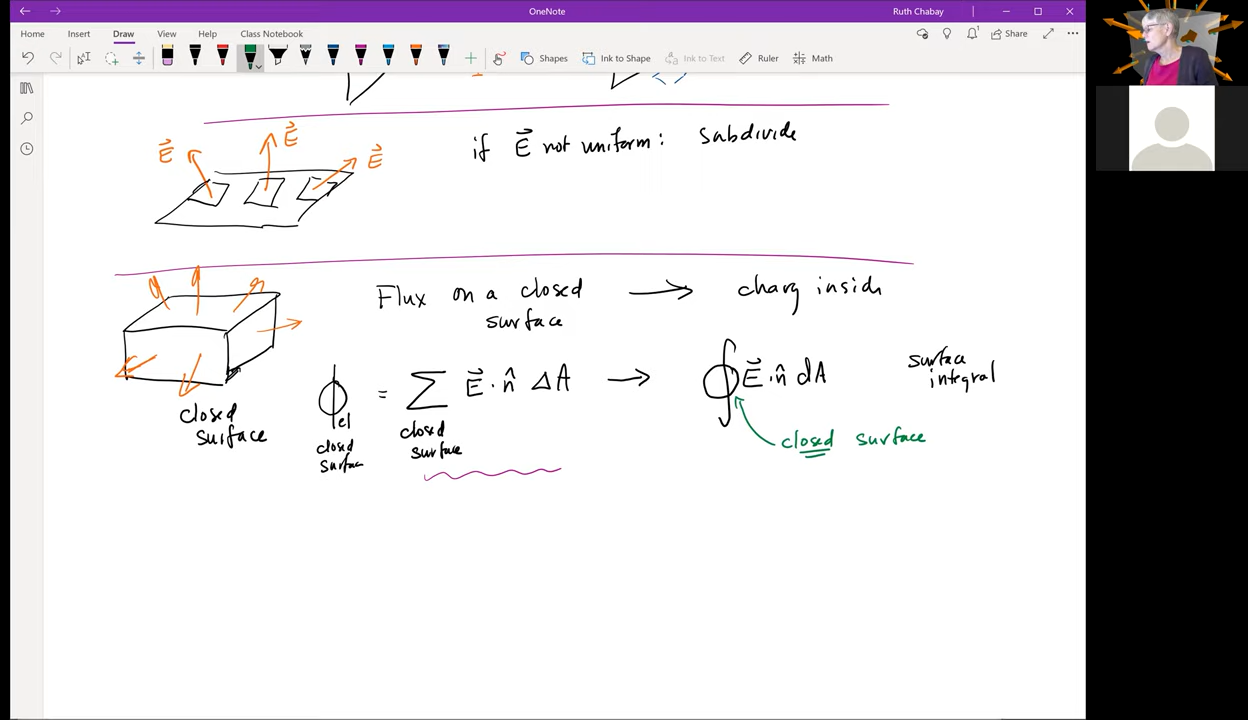 OneNote
Ruth Chabay
Home Insert Draw View Help Class Notebook
Share
Shapes Ink to Shape Ink to Text Ruler Math
E⃗ E⃗ E⃗
if E⃗ not uniform: subdivide
Flux on a closed surface → charg inside
closed
surface
Φel = Σ E⃗ · n̂ ΔA → ∮ E⃗ · n̂ dA
closed
surfac
closed
surface
surface
integral
closed surface